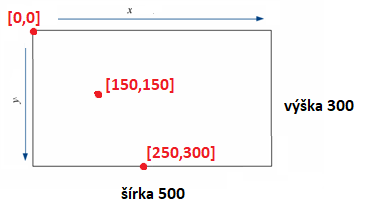 x
[0,0]
y
[150,150]
výška 300
[250,300]
šírka 500